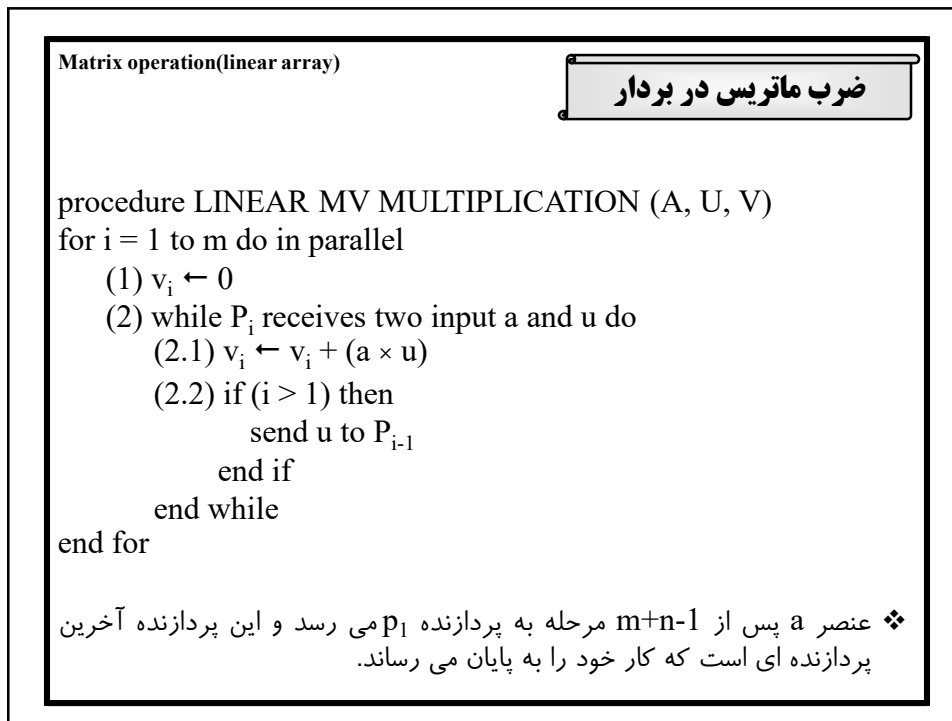 Matrix operation(linear array)
ضرب ماتریس در بردار
procedure LINEAR MV MULTIPLICATION (A, U, V)
for i = 1 to m do in parallel
(1) vᵢ ← 0
(2) while Pᵢ receives two input a and u do
(2.1) vᵢ ← vᵢ + (a × u)
(2.2) if (i > 1) then
send u to Pᵢ₋₁
end if
end while
end for
❖ عنصر a پس از m+n-1 مرحله به پردازنده p₁ می رسد و این پردازنده آخرین
پردازنده ای است که کار خود را به پایان می رساند.